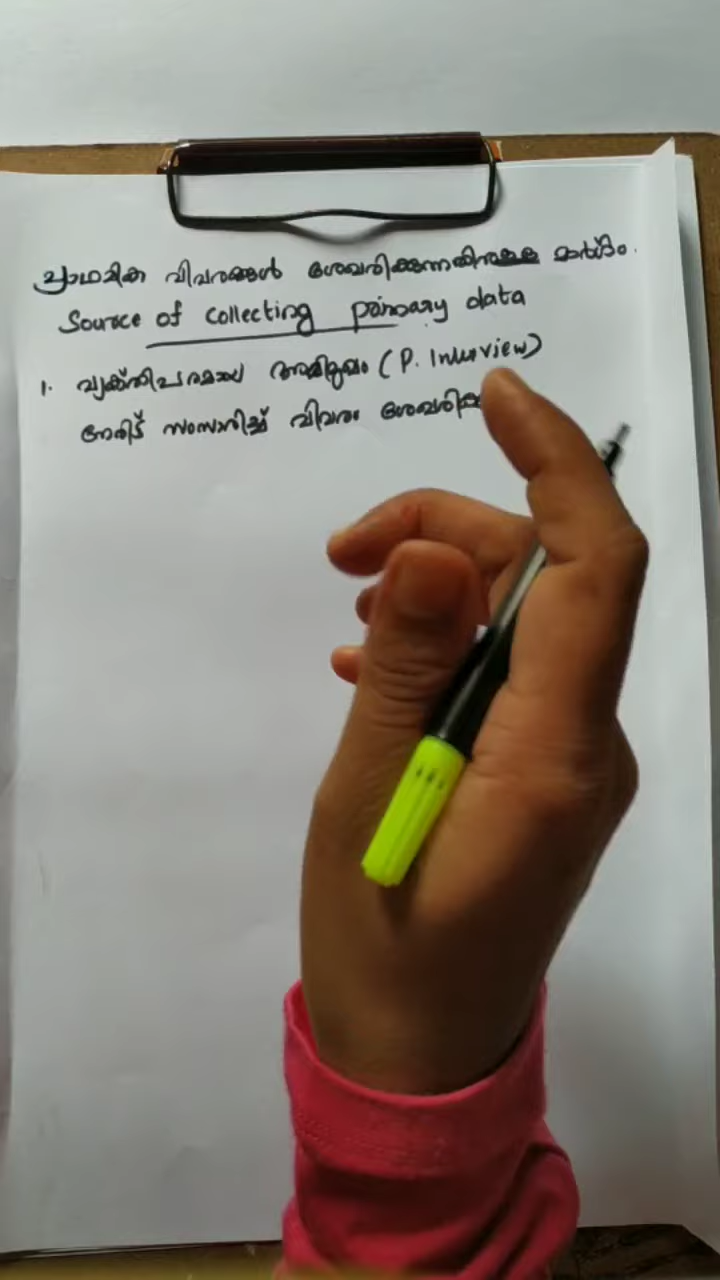 പ്രാഥമിക വിവരങ്ങൾ ശേഖരിക്കുന്നതിനുള്ള മാർഗ്ഗം.
Source of collecting primary data
1. വ്യക്തിപരമായ അഭിമുഖം (P. Interview)
നേരിട്ട് സംസാരിച്ച് വിവരം